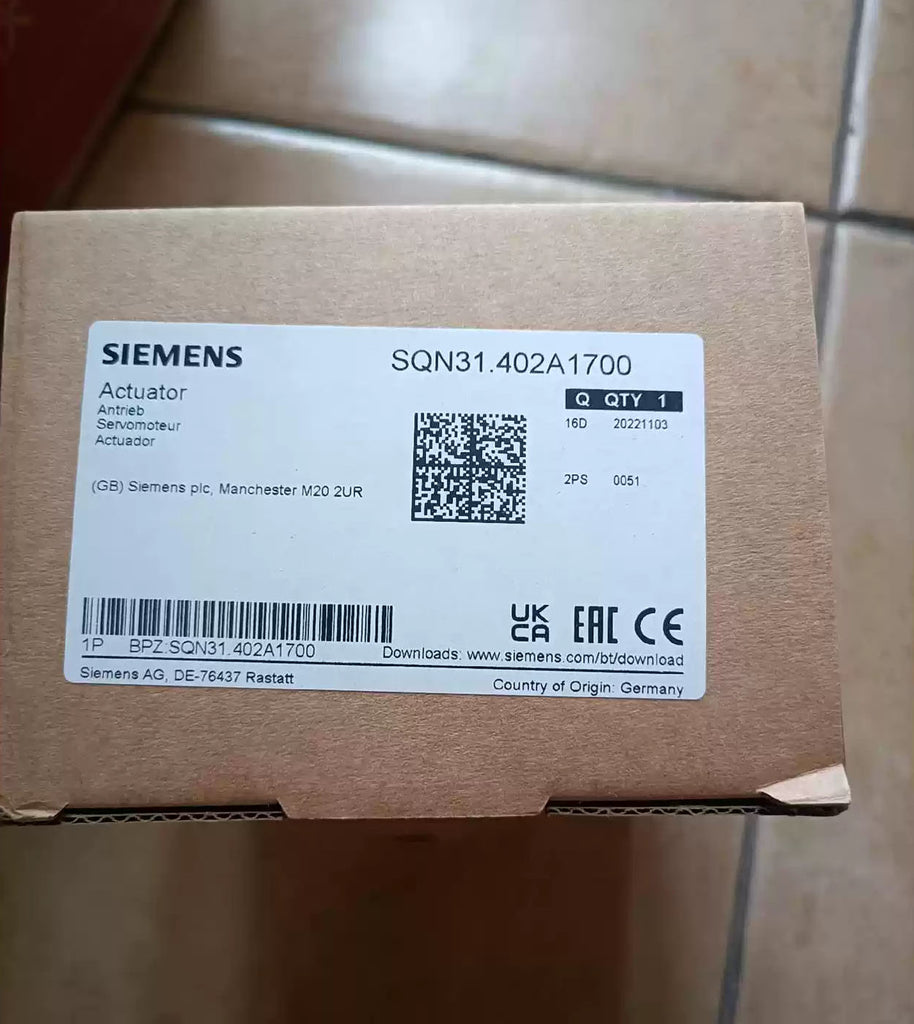 SIEMENS
SQN31.402A1700
Actuator
Antrieb
Servomoteur
Actuador
Q QTY 1
16D 20221103
2PS 0051
(GB) Siemens plc, Manchester M20 2UR
UK
CA
EAC CE
1P BPZ:SQN31.402A1700
Downloads: www.siemens.com/bt/download
Siemens AG, DE-76437 Rastatt
Country of Origin: Germany